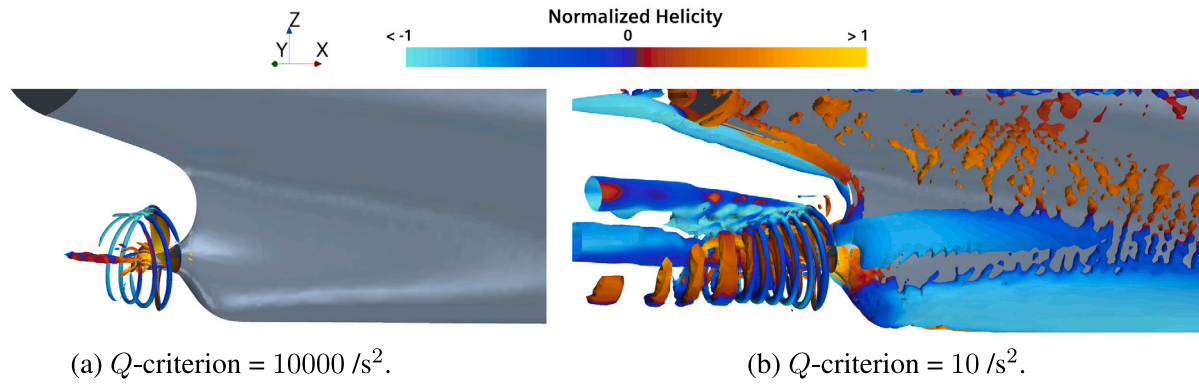 Normalized Helicity
< -1 0 > 1
Z
Y X
(a) Q-criterion = 10000 /s².
(b) Q-criterion = 10 /s².